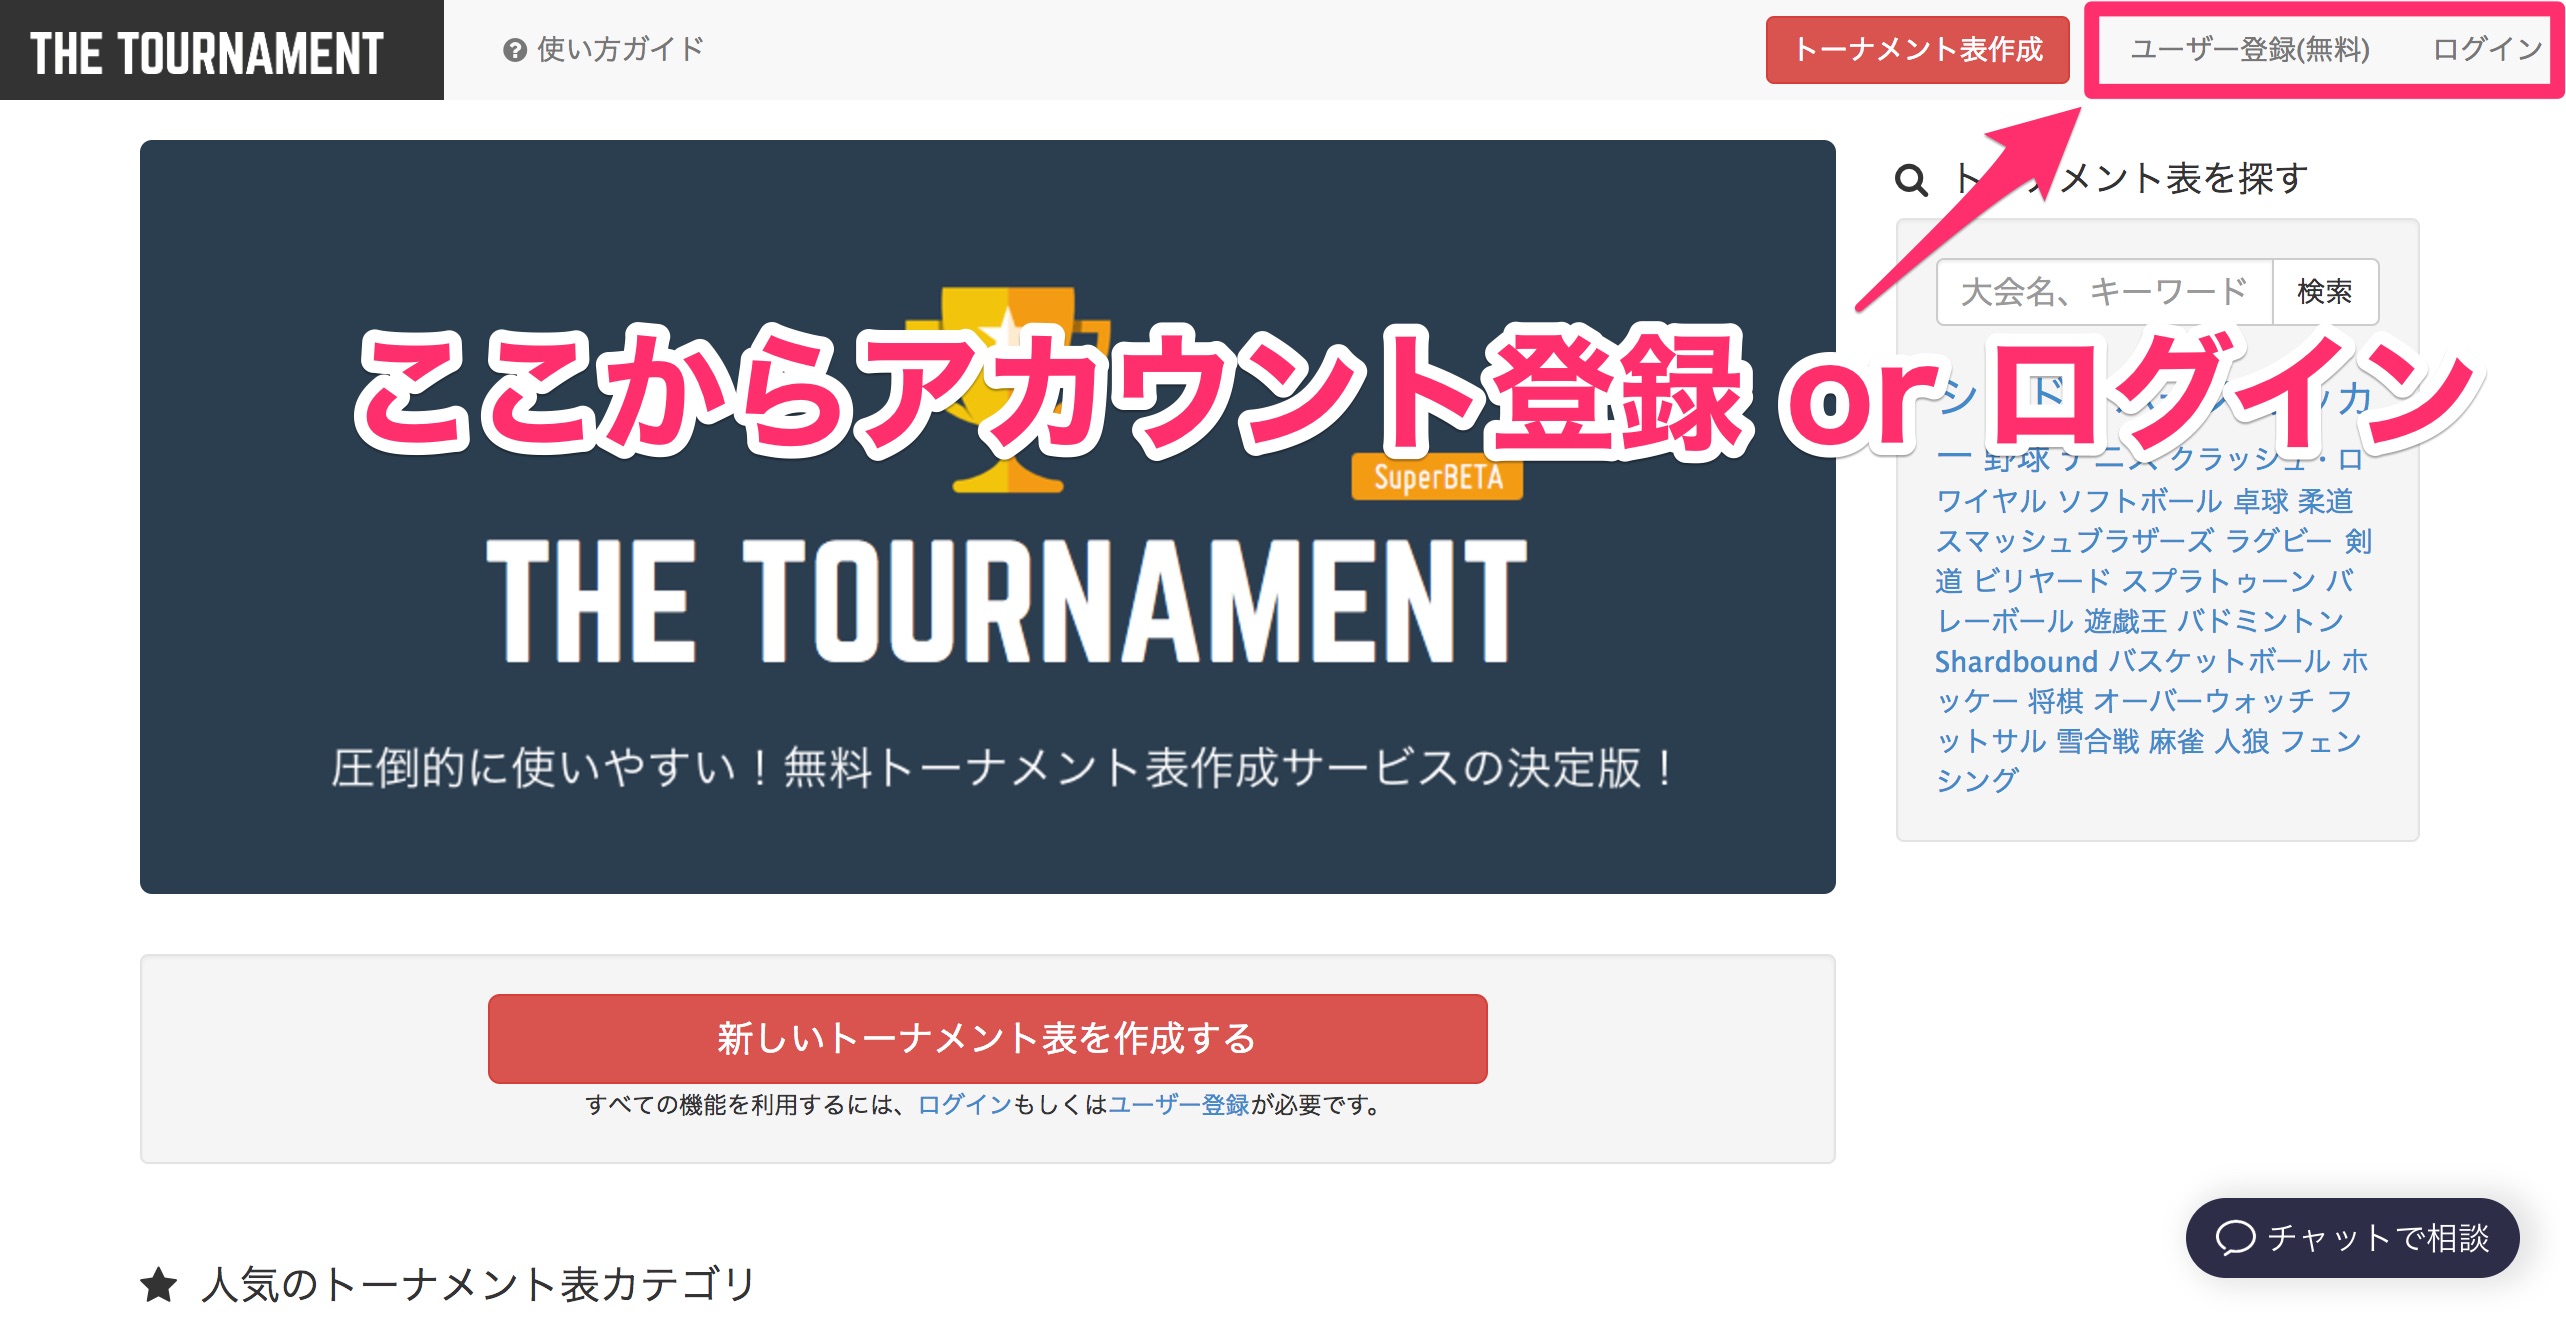 THE TOURNAMENT
使い方ガイド
トーナメント表作成
ユーザー登録(無料)
ログイン
メント表を探す
大会名、キーワード
検索
ここからアカウント登録 or ログイン
野球 テニス クラッシュ・ロ
ワイヤル ソフトボール 卓球 柔道
スマッシュブラザーズ ラグビー 剣
道 ビリヤード スプラトゥーン バ
レーボール 遊戯王 バドミントン
Shardbound バスケットボール ホ
ッケー 将棋 オーバーウォッチ フ
ットサル 雪合戦 麻雀 人狼 フェン
シング
SuperBETA
THE TOURNAMENT
圧倒的に使いやすい！無料トーナメント表作成サービスの決定版！
新しいトーナメント表を作成する
すべての機能を利用するには、ログインもしくはユーザー登録が必要です。
チャットで相談
人気のトーナメント表カテゴリ